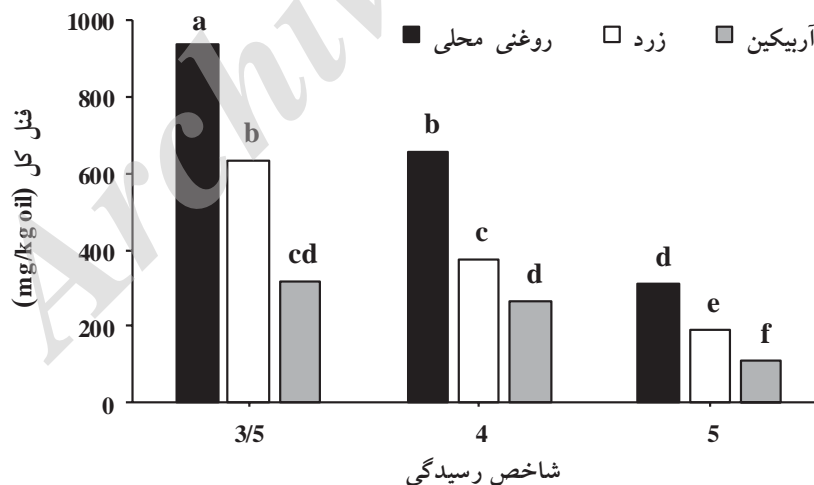 روغنی محلی زرد آربیکین
فنل کل (mg/kg oil)
1000
800
600
400
200
0
a
b
cd
b
c
d
d
e
f
3/5 4 5
شاخص رسیدگی
Archiv